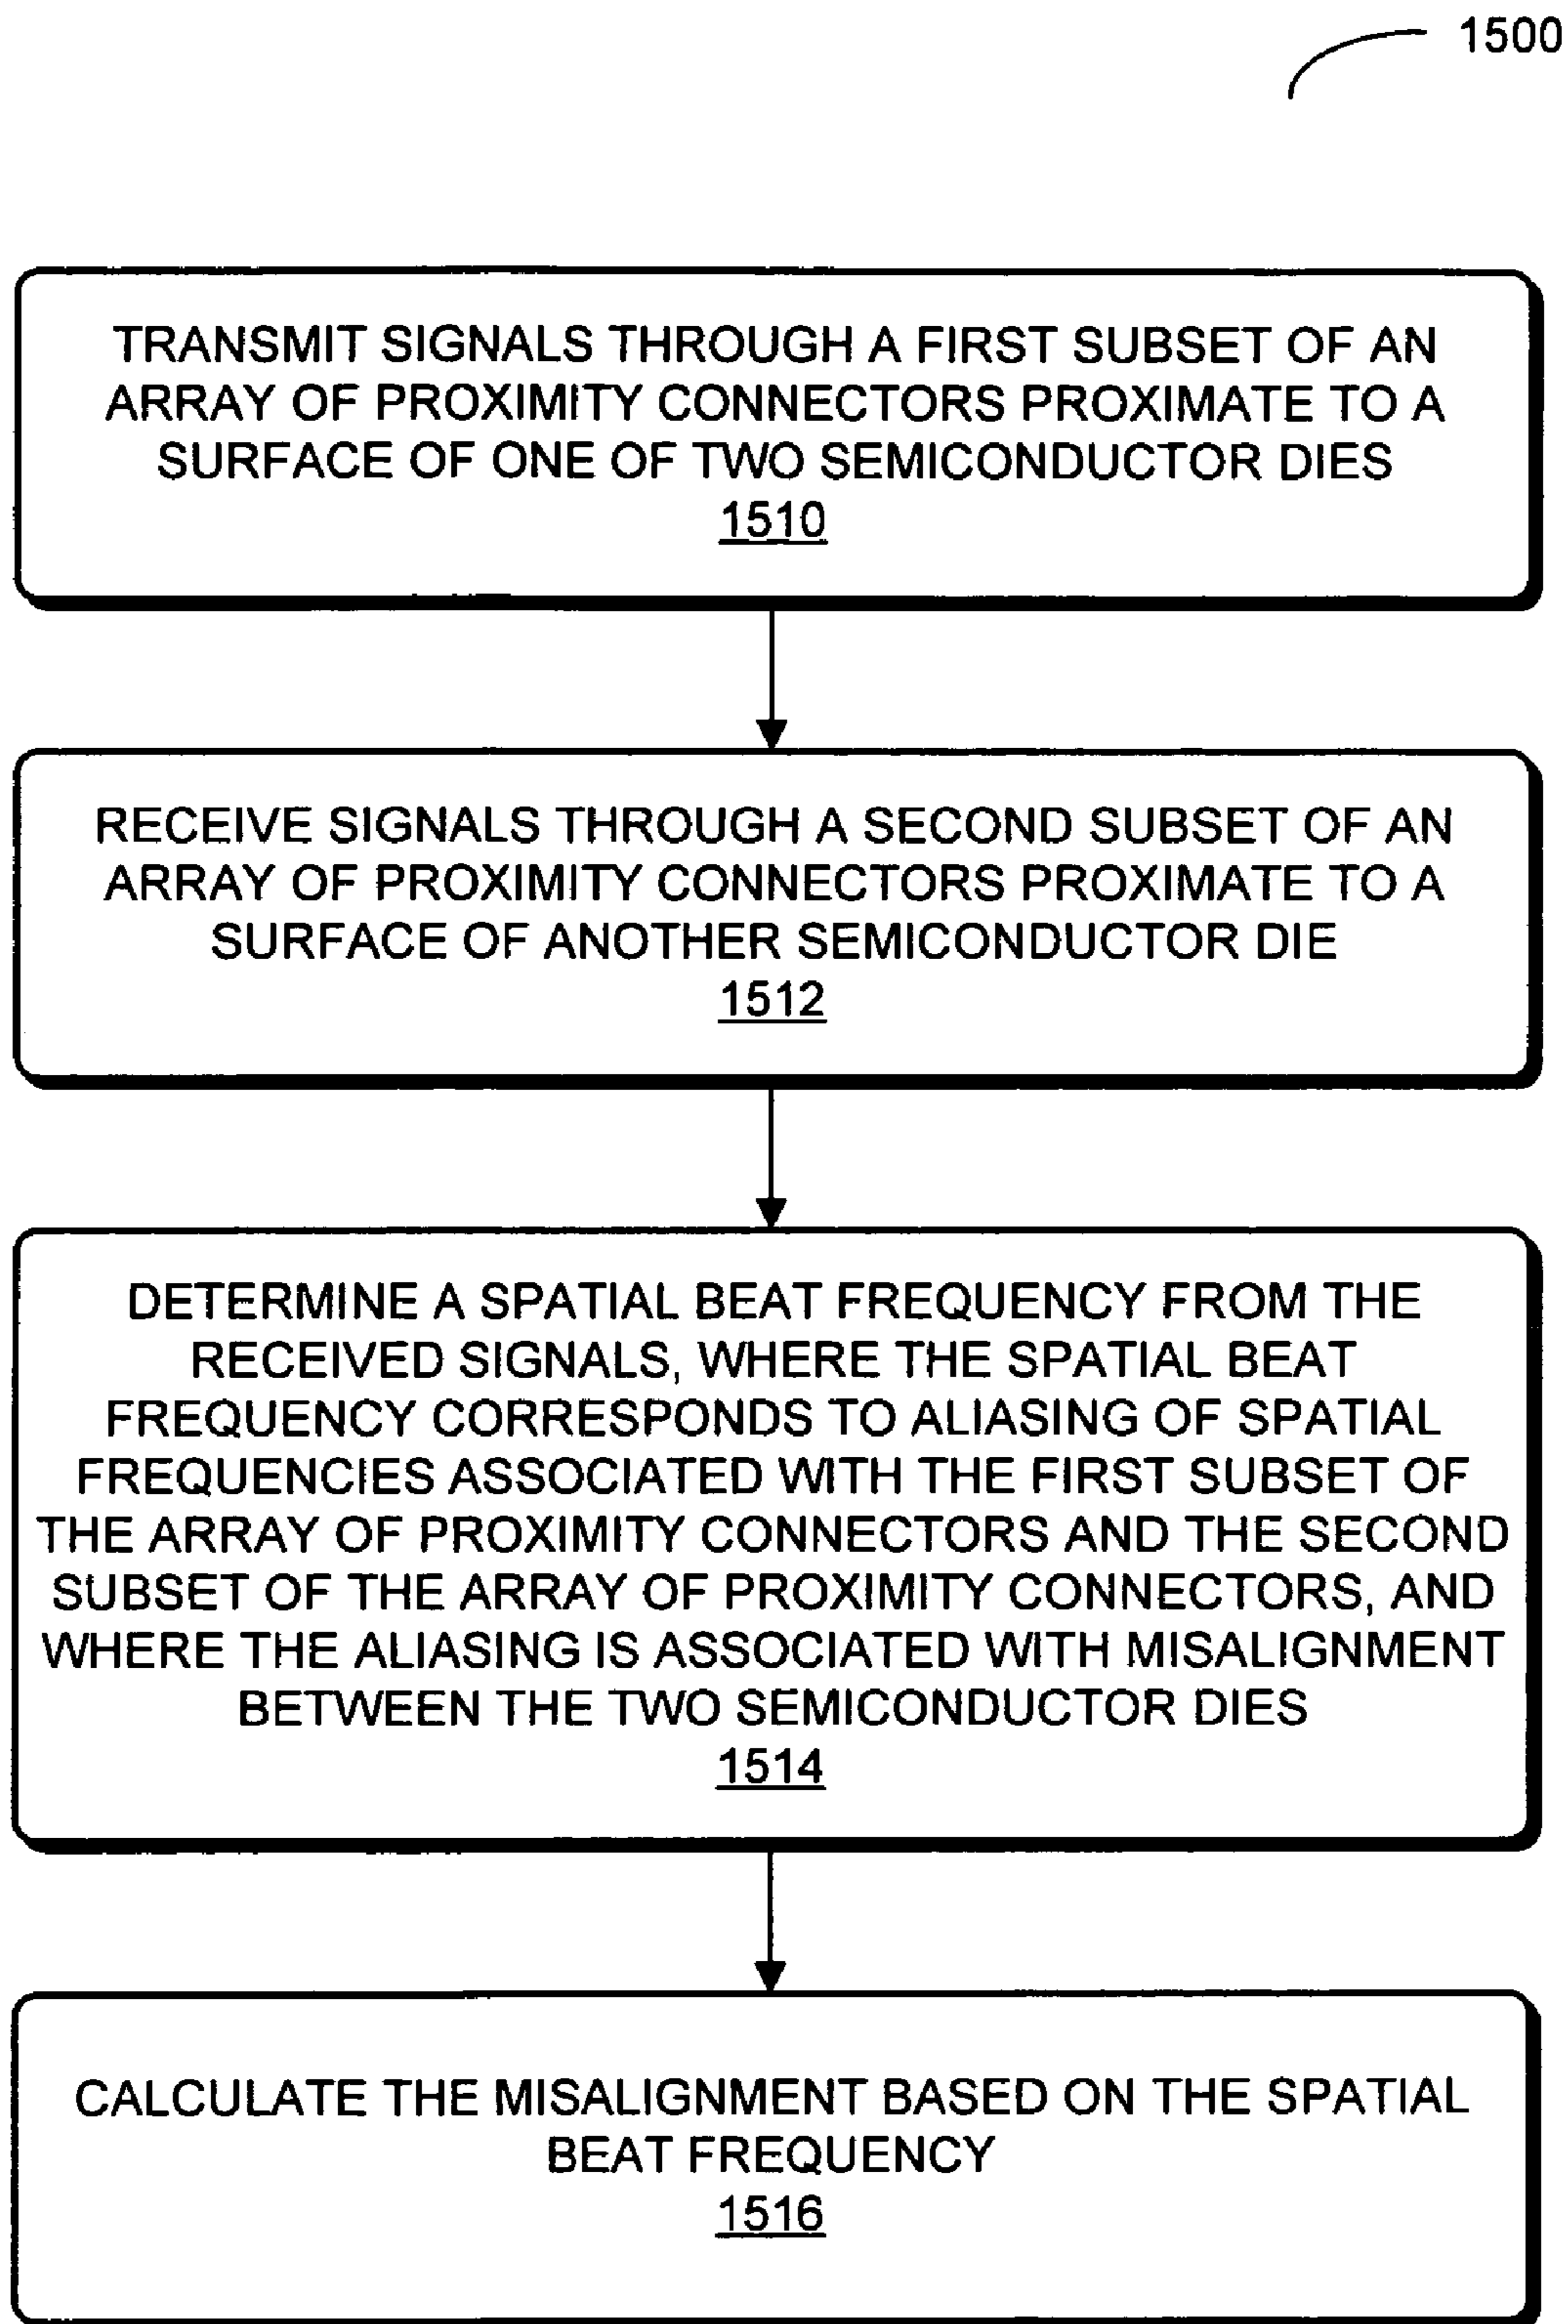 1500
TRANSMIT SIGNALS THROUGH A FIRST SUBSET OF AN
ARRAY OF PROXIMITY CONNECTORS PROXIMATE TO A
SURFACE OF ONE OF TWO SEMICONDUCTOR DIES
1510
RECEIVE SIGNALS THROUGH A SECOND SUBSET OF AN
ARRAY OF PROXIMITY CONNECTORS PROXIMATE TO A
SURFACE OF ANOTHER SEMICONDUCTOR DIE
1512
DETERMINE A SPATIAL BEAT FREQUENCY FROM THE
RECEIVED SIGNALS, WHERE THE SPATIAL BEAT
FREQUENCY CORRESPONDS TO ALIASING OF SPATIAL
FREQUENCIES ASSOCIATED WITH THE FIRST SUBSET OF
THE ARRAY OF PROXIMITY CONNECTORS AND THE SECOND
SUBSET OF THE ARRAY OF PROXIMITY CONNECTORS, AND
WHERE THE ALIASING IS ASSOCIATED WITH MISALIGNMENT
BETWEEN THE TWO SEMICONDUCTOR DIES
1514
CALCULATE THE MISALIGNMENT BASED ON THE SPATIAL
BEAT FREQUENCY
1516